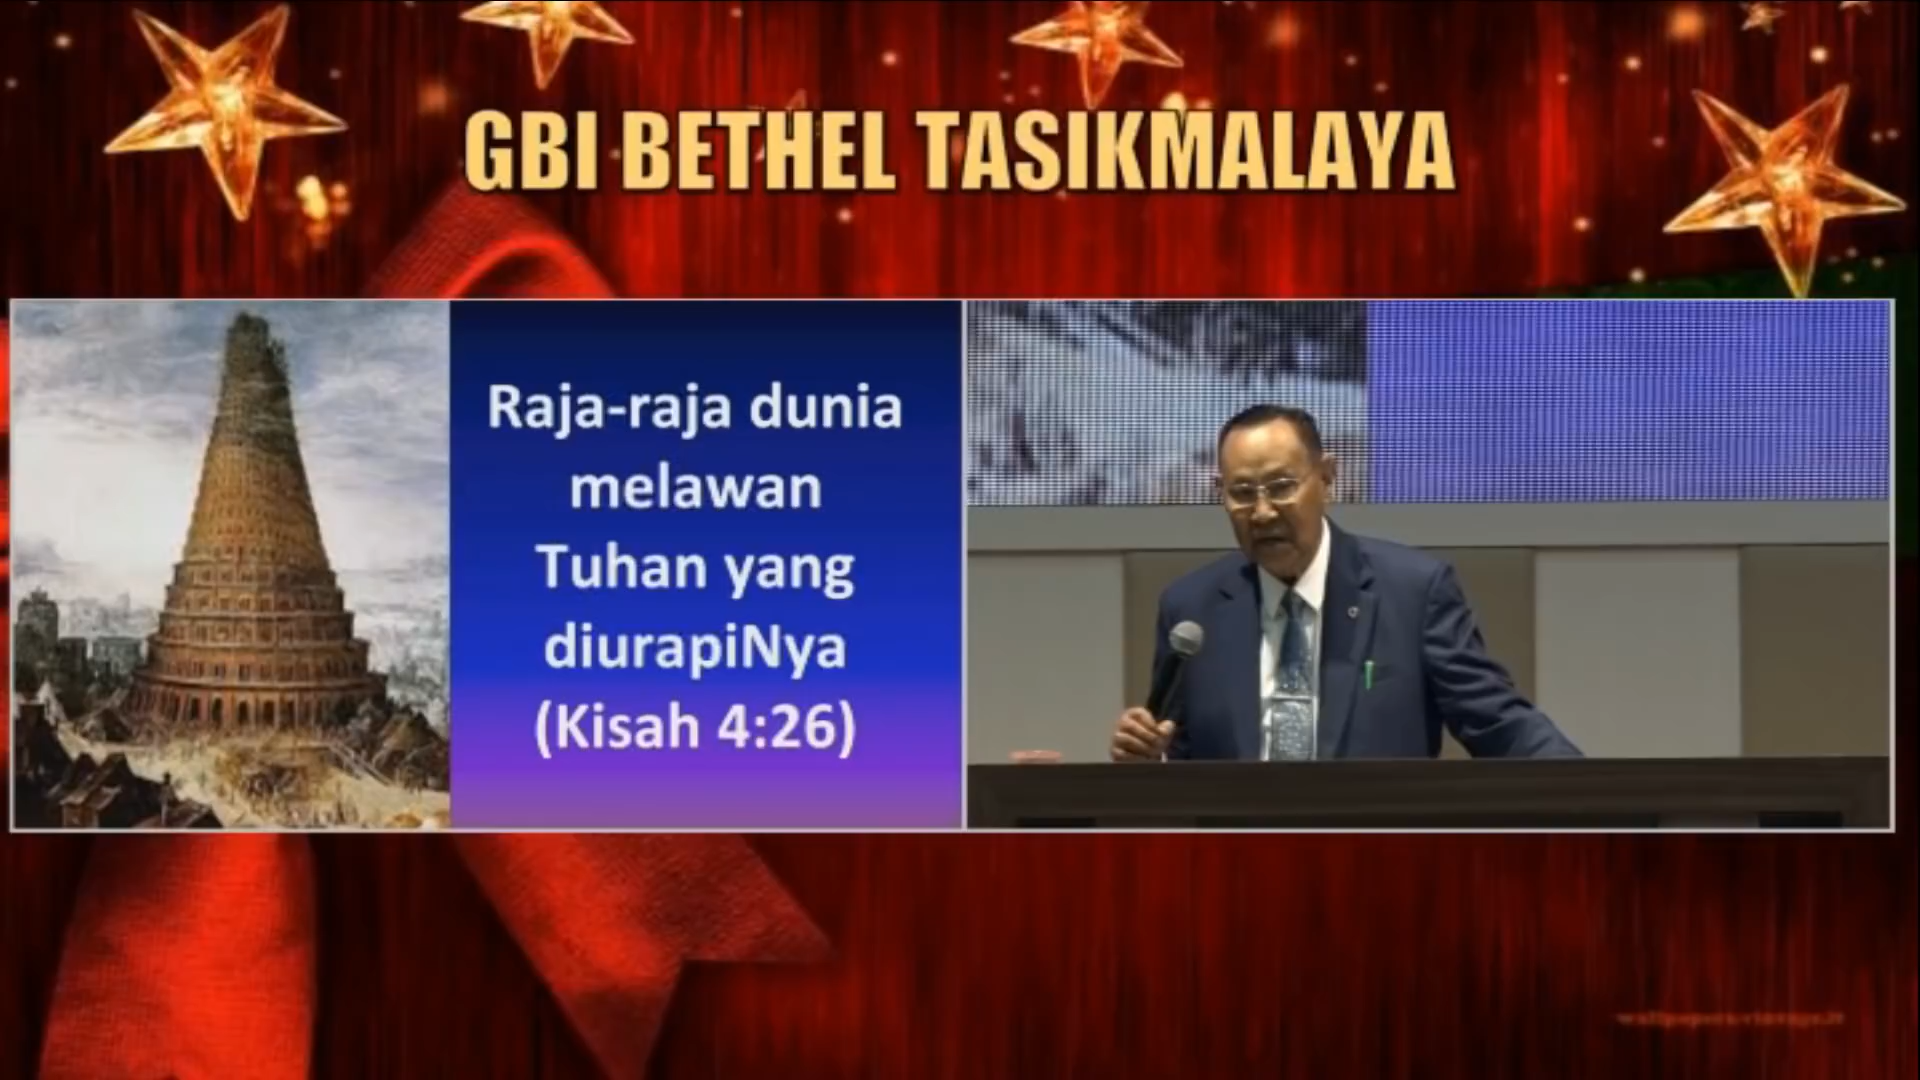 GBI BETHEL TASIKMALAYA
Raja-raja dunia
melawan
Tuhan yang
diurapiNya
(Kisah 4:26)